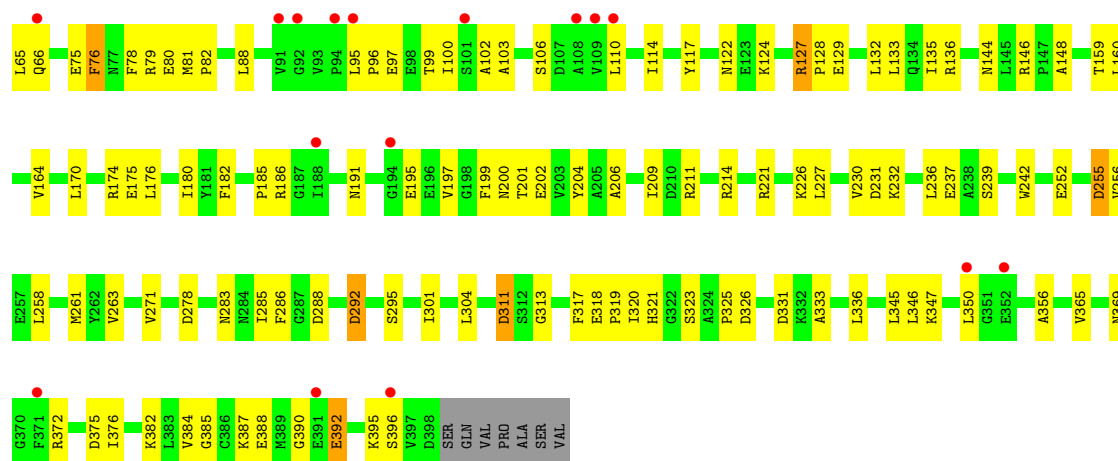 L65 Q66 E75 F76 N77 F78 R79 E80 M81 P82 L88 V91 G92 V93 P94 L95 P96 E97 E98 T99 I100 S101 A102 A103 S106 D107 A108 V109 L110 I114 Y117 N122 E123 K124 R127 P128 E129 L132 L133 Q134 I135 R136 N144 L145 R146 P147 A148 T159 L160
V164 L170 R174 E175 L176 I180 Y181 F182 P185 R186 G187 I188 N191 G194 E195 E196 V197 G198 F199 N200 T201 E202 V203 Y204 A205 A206 I209 D210 R211 R214 R221 K226 L227 V230 D231 K232 L236 E237 A238 S239 W242 E252 D255
E257 L258 M261 Y262 V263 V271 D278 N283 N284 I285 F286 G287 D288 D292 S295 I301 L304 D311 S312 G313 F317 E318 P319 I320 H321 G322 S323 A324 P325 D326 D331 K332 A333 L336 L345 L346 K347 L350 G351 E352 A356 V365 N369
G370 F371 R372 D375 I376 K382 L383 V384 G385 C386 K387 E388 M389 G390 E391 E392 K395 S396 V397 D398 SER GLN VAL PRO ALA SER VAL